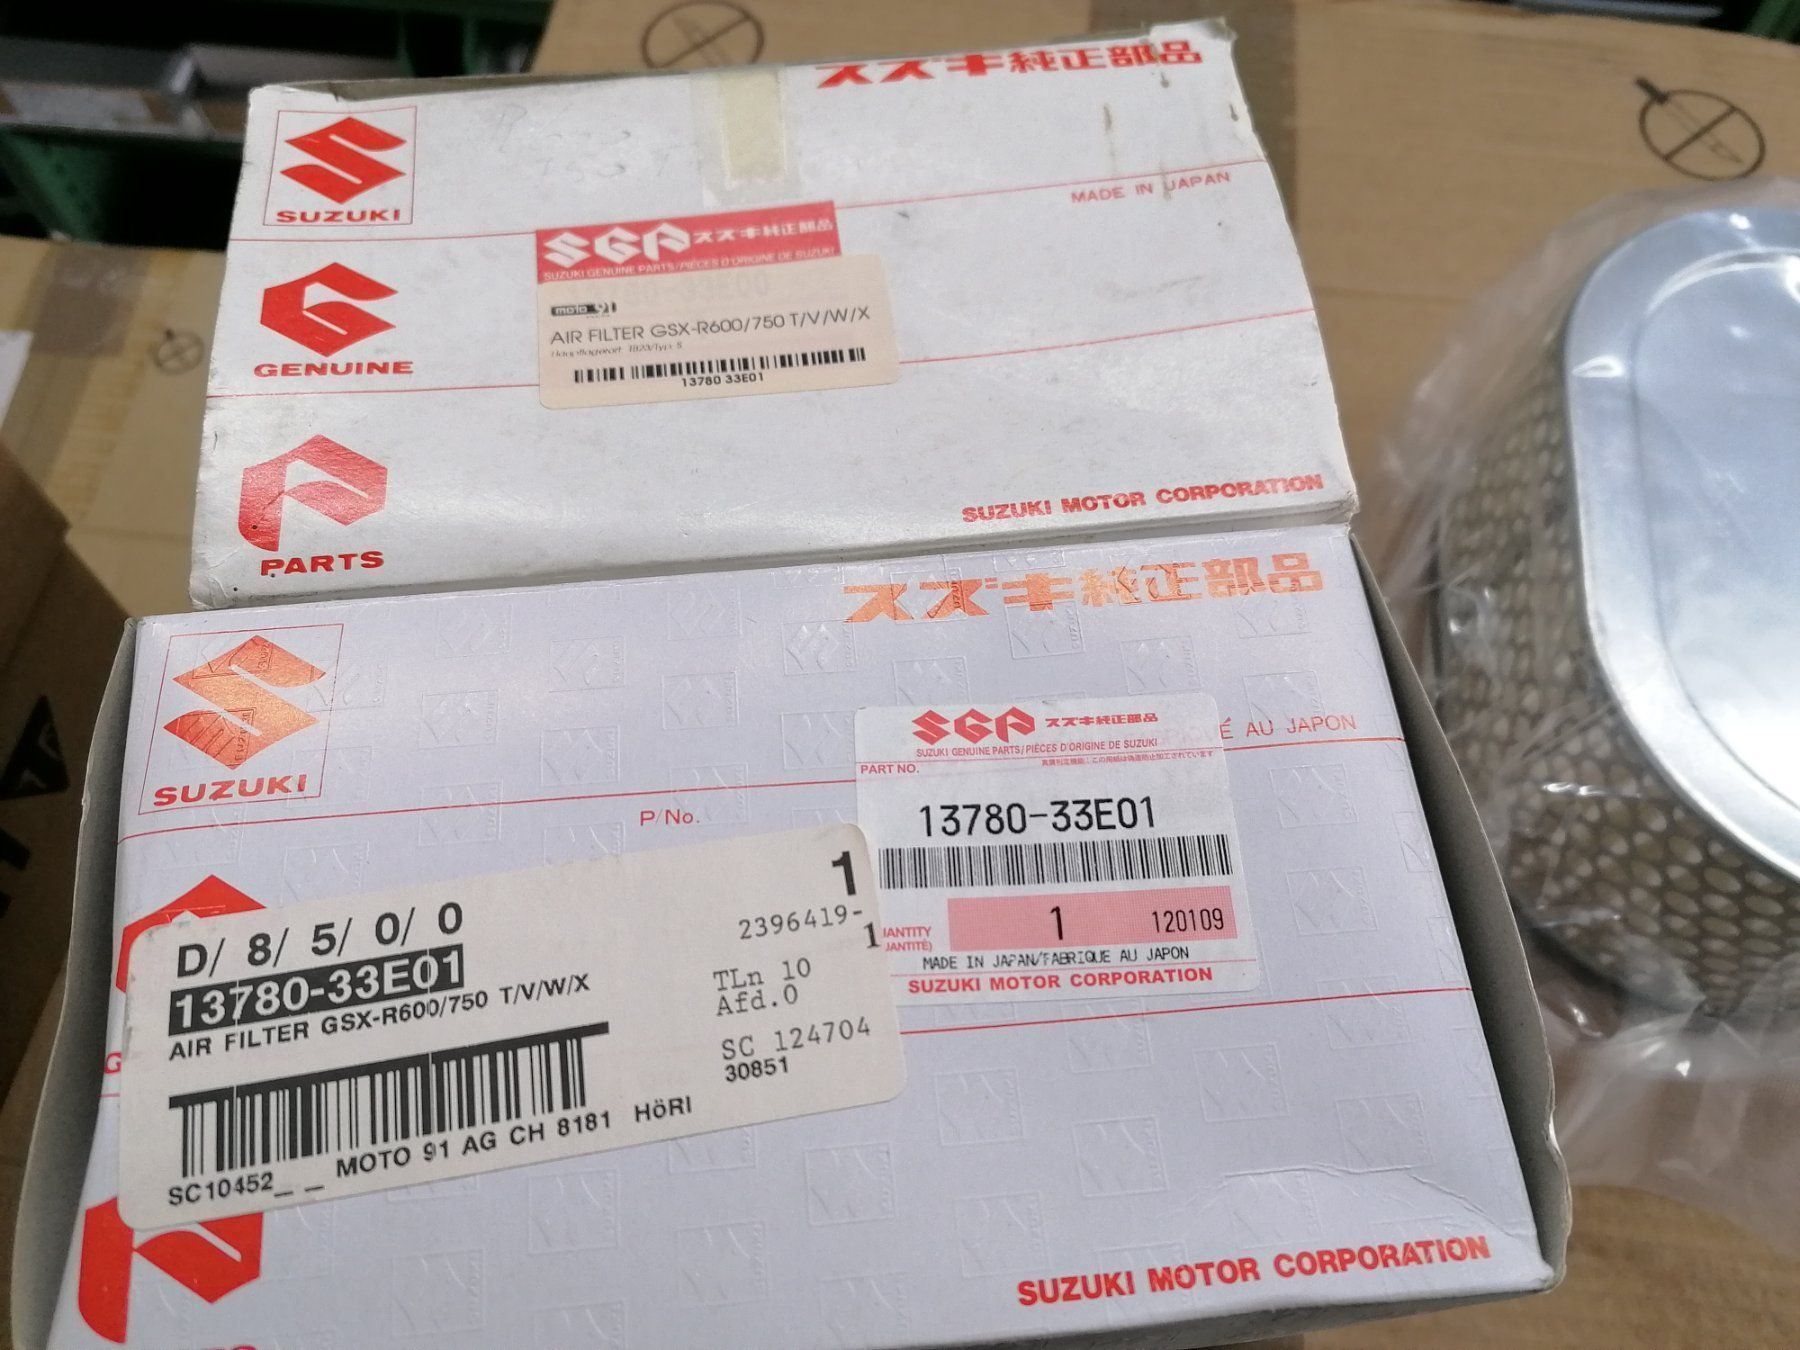 スズキ純正部品
SUZUKI
MADE IN JAPAN
SGP スズキ純正部品
SUZUKI GENUINE PARTS/PIÈCES D'ORIGINE DE SUZUKI
moto 91
AIR FILTER GSX-R600/750 T/V/W/X
13780 33E01
GENUINE
SUZUKI MOTOR CORPORATION
PARTS
スズキ純正部品
SUZUKI
É AU JAPON
P/No.
SGP スズキ純正部品
SUZUKI GENUINE PARTS/PIÈCES D'ORIGINE DE SUZUKI
PART NO.
13780-33E01
1 120109
MADE IN JAPAN/FABRIQUE AU JAPON
SUZUKI MOTOR CORPORATION
1
D/ 8/ 5/ 0/ 0
2396419-
1
13780-33E01
AIR FILTER GSX-R600/750 T/V/W/X
TLn 10
Afd.0
SC 124704
30851
SC10452_ _ MOTO 91 AG CH 8181 HöRI
SUZUKI MOTOR CORPORATION